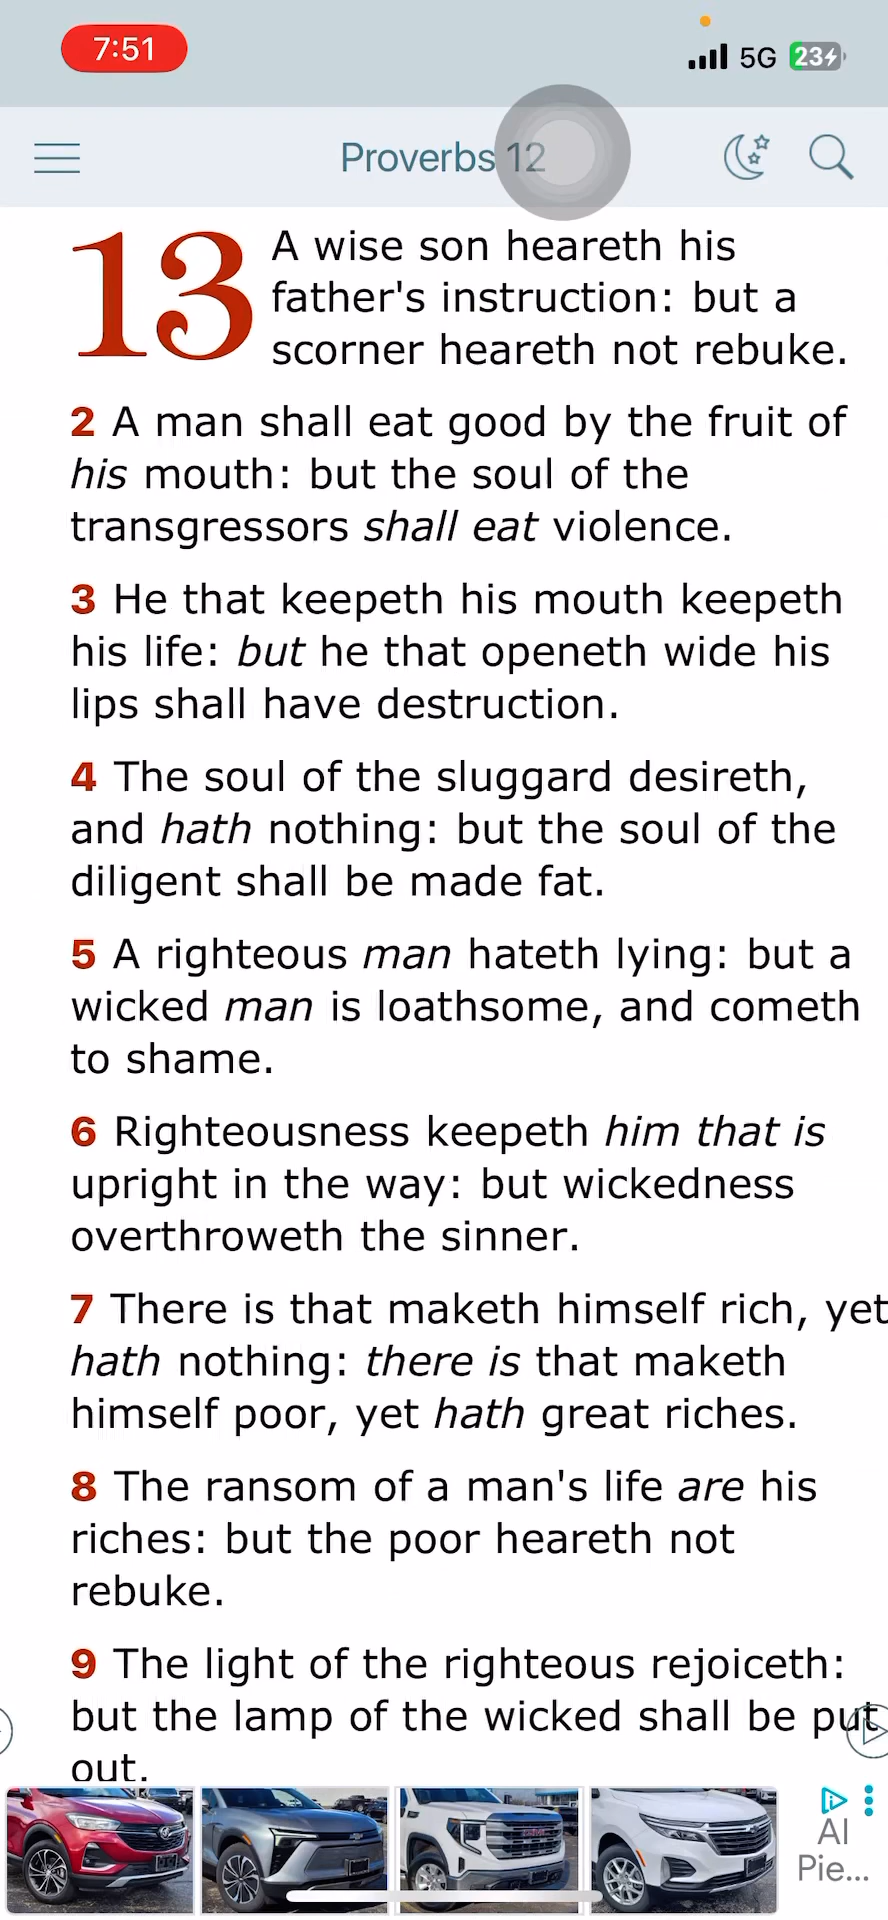 7:51
5G 23
Proverbs 12
13 A wise son heareth his
father's instruction: but a
scorner heareth not rebuke.
2 A man shall eat good by the fruit of
his mouth: but the soul of the
transgressors shall eat violence.
3 He that keepeth his mouth keepeth
his life: but he that openeth wide his
lips shall have destruction.
4 The soul of the sluggard desireth,
and hath nothing: but the soul of the
diligent shall be made fat.
5 A righteous man hateth lying: but a
wicked man is loathsome, and cometh
to shame.
6 Righteousness keepeth him that is
upright in the way: but wickedness
overthroweth the sinner.
7 There is that maketh himself rich, yet
hath nothing: there is that maketh
himself poor, yet hath great riches.
8 The ransom of a man's life are his
riches: but the poor heareth not
rebuke.
9 The light of the righteous rejoiceth:
but the lamp of the wicked shall be put
out.
Al
Pie...